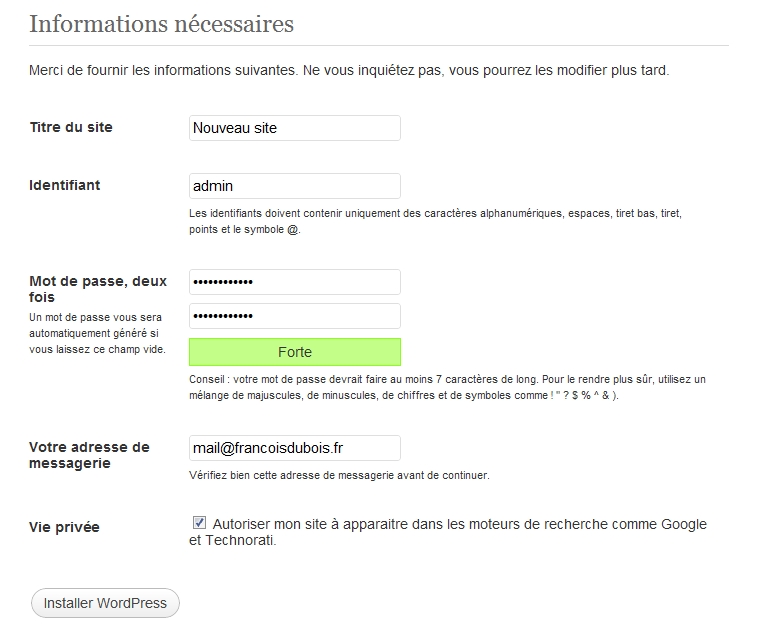 Informations nécessaires
Merci de fournir les informations suivantes. Ne vous inquiétez pas, vous pourrez les modifier plus tard.
Titre du site
Nouveau site
Identifiant
admin
Les identifiants doivent contenir uniquement des caractères alphanumériques, espaces, tiret bas, tiret,
points et le symbole @.
Mot de passe, deux
fois
Un mot de passe vous sera
automatiquement généré si
vous laissez ce champ vide.
••••••••••••
••••••••••••
Forte
Conseil : votre mot de passe devrait faire au moins 7 caractères de long. Pour le rendre plus sûr, utilisez un
mélange de majuscules, de minuscules, de chiffres et de symboles comme ! " ? $ % ^ & ).
Votre adresse de
messagerie
mail@francoisdubois.fr
Vérifiez bien cette adresse de messagerie avant de continuer.
Vie privée
Autoriser mon site à apparaitre dans les moteurs de recherche comme Google
et Technorati.
Installer WordPress